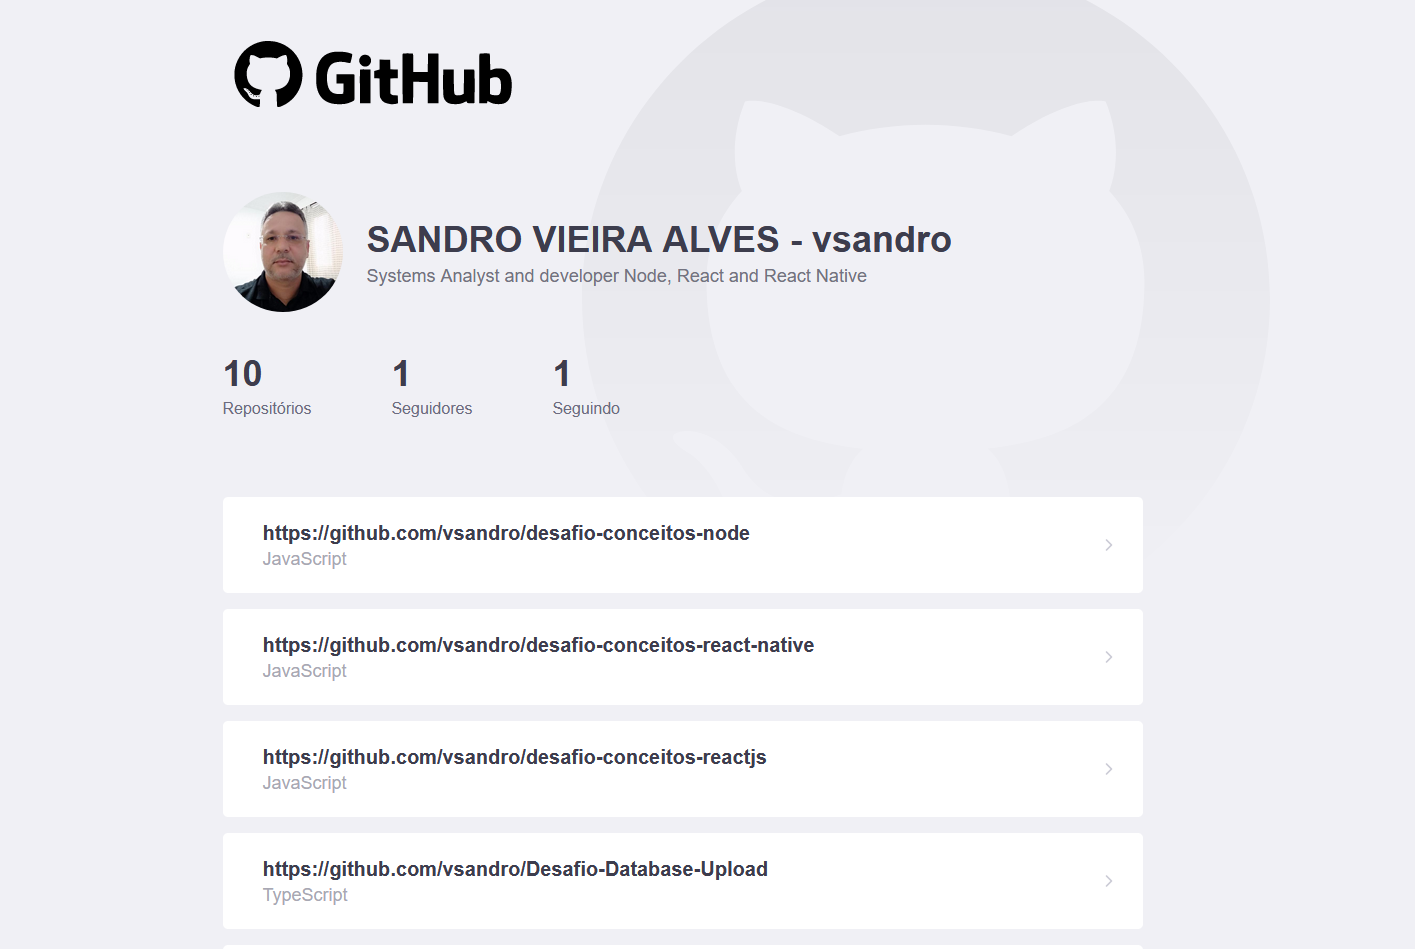 GitHub
SANDRO VIEIRA ALVES - vsandro
Systems Analyst and developer Node, React and React Native
10 1 1
Repositórios Seguidores Seguindo
https://github.com/vsandro/desafio-conceitos-node
JavaScript
https://github.com/vsandro/desafio-conceitos-react-native
JavaScript
https://github.com/vsandro/desafio-conceitos-reactjs
JavaScript
https://github.com/vsandro/Desafio-Database-Upload
TypeScript